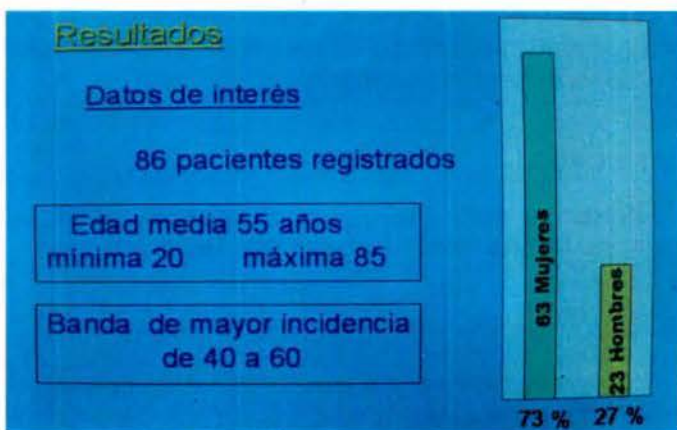 Resultados
Datos de interés
86 pacientes registrados
Edad media 55 años
mínima 20 máxima 85
Banda de mayor incidencia
de 40 a 60
63 Mujeres
23 Hombres
73 % 27 %